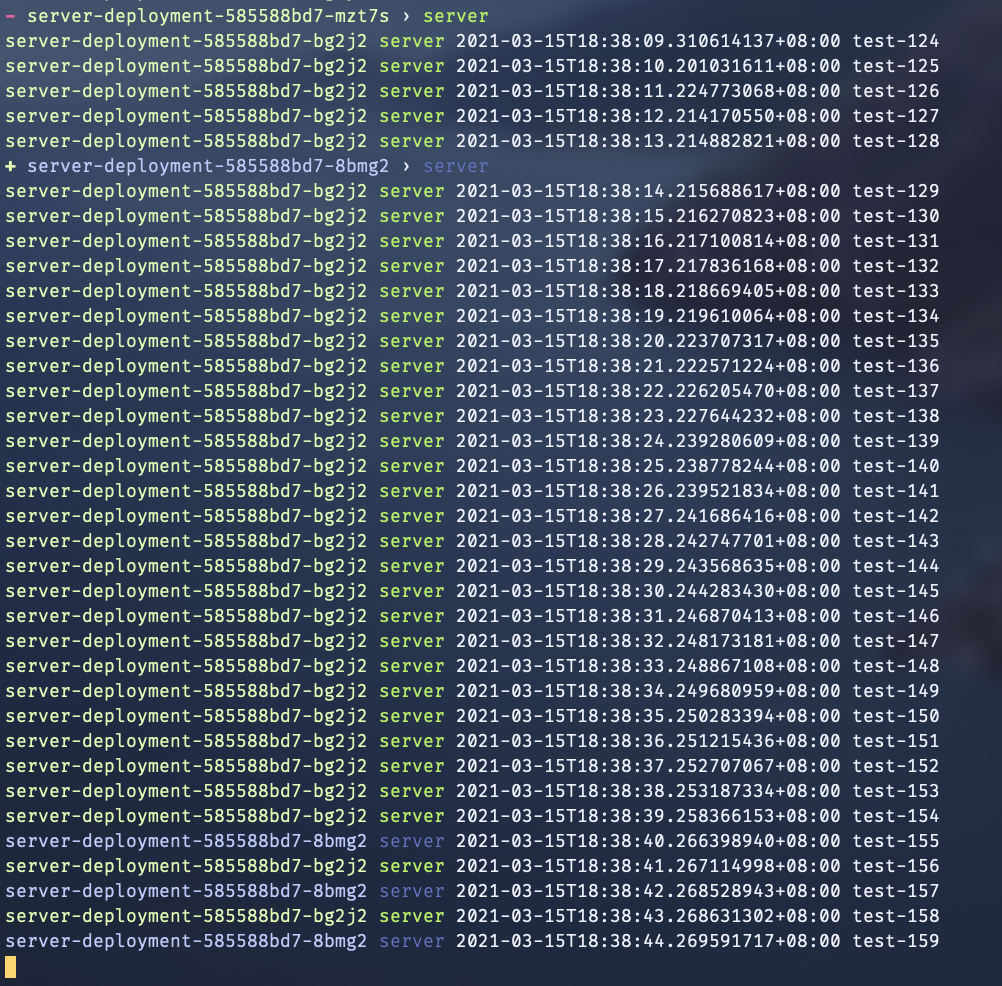 - server-deployment-585588bd7-mzt7s › server
server-deployment-585588bd7-bg2j2 server 2021-03-15T18:38:09.310614137+08:00 test-124
server-deployment-585588bd7-bg2j2 server 2021-03-15T18:38:10.201031611+08:00 test-125
server-deployment-585588bd7-bg2j2 server 2021-03-15T18:38:11.224773068+08:00 test-126
server-deployment-585588bd7-bg2j2 server 2021-03-15T18:38:12.214170550+08:00 test-127
server-deployment-585588bd7-bg2j2 server 2021-03-15T18:38:13.214882821+08:00 test-128
+ server-deployment-585588bd7-8bmg2 › server
server-deployment-585588bd7-bg2j2 server 2021-03-15T18:38:14.215688617+08:00 test-129
server-deployment-585588bd7-bg2j2 server 2021-03-15T18:38:15.216270823+08:00 test-130
server-deployment-585588bd7-bg2j2 server 2021-03-15T18:38:16.217100814+08:00 test-131
server-deployment-585588bd7-bg2j2 server 2021-03-15T18:38:17.217836168+08:00 test-132
server-deployment-585588bd7-bg2j2 server 2021-03-15T18:38:18.218669405+08:00 test-133
server-deployment-585588bd7-bg2j2 server 2021-03-15T18:38:19.219610064+08:00 test-134
server-deployment-585588bd7-bg2j2 server 2021-03-15T18:38:20.223707317+08:00 test-135
server-deployment-585588bd7-bg2j2 server 2021-03-15T18:38:21.222571224+08:00 test-136
server-deployment-585588bd7-bg2j2 server 2021-03-15T18:38:22.226205470+08:00 test-137
server-deployment-585588bd7-bg2j2 server 2021-03-15T18:38:23.227644232+08:00 test-138
server-deployment-585588bd7-bg2j2 server 2021-03-15T18:38:24.239280609+08:00 test-139
server-deployment-585588bd7-bg2j2 server 2021-03-15T18:38:25.238778244+08:00 test-140
server-deployment-585588bd7-bg2j2 server 2021-03-15T18:38:26.239521834+08:00 test-141
server-deployment-585588bd7-bg2j2 server 2021-03-15T18:38:27.241686416+08:00 test-142
server-deployment-585588bd7-bg2j2 server 2021-03-15T18:38:28.242747701+08:00 test-143
server-deployment-585588bd7-bg2j2 server 2021-03-15T18:38:29.243568635+08:00 test-144
server-deployment-585588bd7-bg2j2 server 2021-03-15T18:38:30.244283430+08:00 test-145
server-deployment-585588bd7-bg2j2 server 2021-03-15T18:38:31.246870413+08:00 test-146
server-deployment-585588bd7-bg2j2 server 2021-03-15T18:38:32.248173181+08:00 test-147
server-deployment-585588bd7-bg2j2 server 2021-03-15T18:38:33.248867108+08:00 test-148
server-deployment-585588bd7-bg2j2 server 2021-03-15T18:38:34.249680959+08:00 test-149
server-deployment-585588bd7-bg2j2 server 2021-03-15T18:38:35.250283394+08:00 test-150
server-deployment-585588bd7-bg2j2 server 2021-03-15T18:38:36.251215436+08:00 test-151
server-deployment-585588bd7-bg2j2 server 2021-03-15T18:38:37.252707067+08:00 test-152
server-deployment-585588bd7-bg2j2 server 2021-03-15T18:38:38.253187334+08:00 test-153
server-deployment-585588bd7-bg2j2 server 2021-03-15T18:38:39.258366153+08:00 test-154
server-deployment-585588bd7-8bmg2 server 2021-03-15T18:38:40.266398940+08:00 test-155
server-deployment-585588bd7-bg2j2 server 2021-03-15T18:38:41.267114998+08:00 test-156
server-deployment-585588bd7-8bmg2 server 2021-03-15T18:38:42.268528943+08:00 test-157
server-deployment-585588bd7-bg2j2 server 2021-03-15T18:38:43.268631302+08:00 test-158
server-deployment-585588bd7-8bmg2 server 2021-03-15T18:38:44.269591717+08:00 test-159